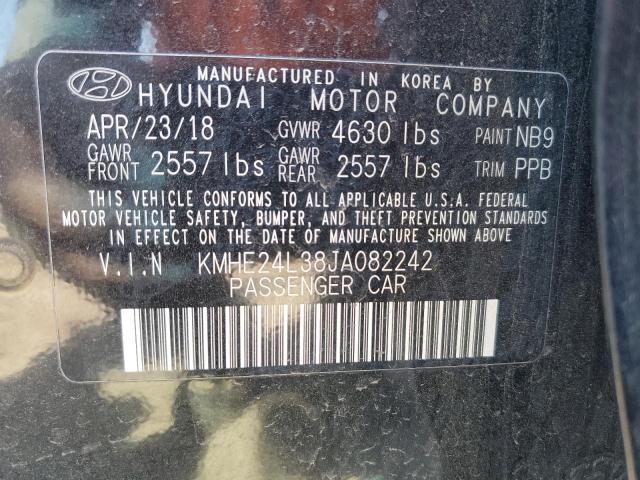 MANUFACTURED IN KOREA BY
HYUNDAI MOTOR COMPANY
APR/23/18 GVWR 4630 lbs PAINT NB9
GAWR FRONT 2557 lbs GAWR REAR 2557 lbs TRIM PPB
THIS VEHICLE CONFORMS TO ALL APPLICABLE U.S.A. FEDERAL
MOTOR VEHICLE SAFETY, BUMPER, AND THEFT PREVENTION STANDARDS
IN EFFECT ON THE DATE OF MANUFACTURE SHOWN ABOVE
V.I.N KMHE24L38JA082242
PASSENGER CAR